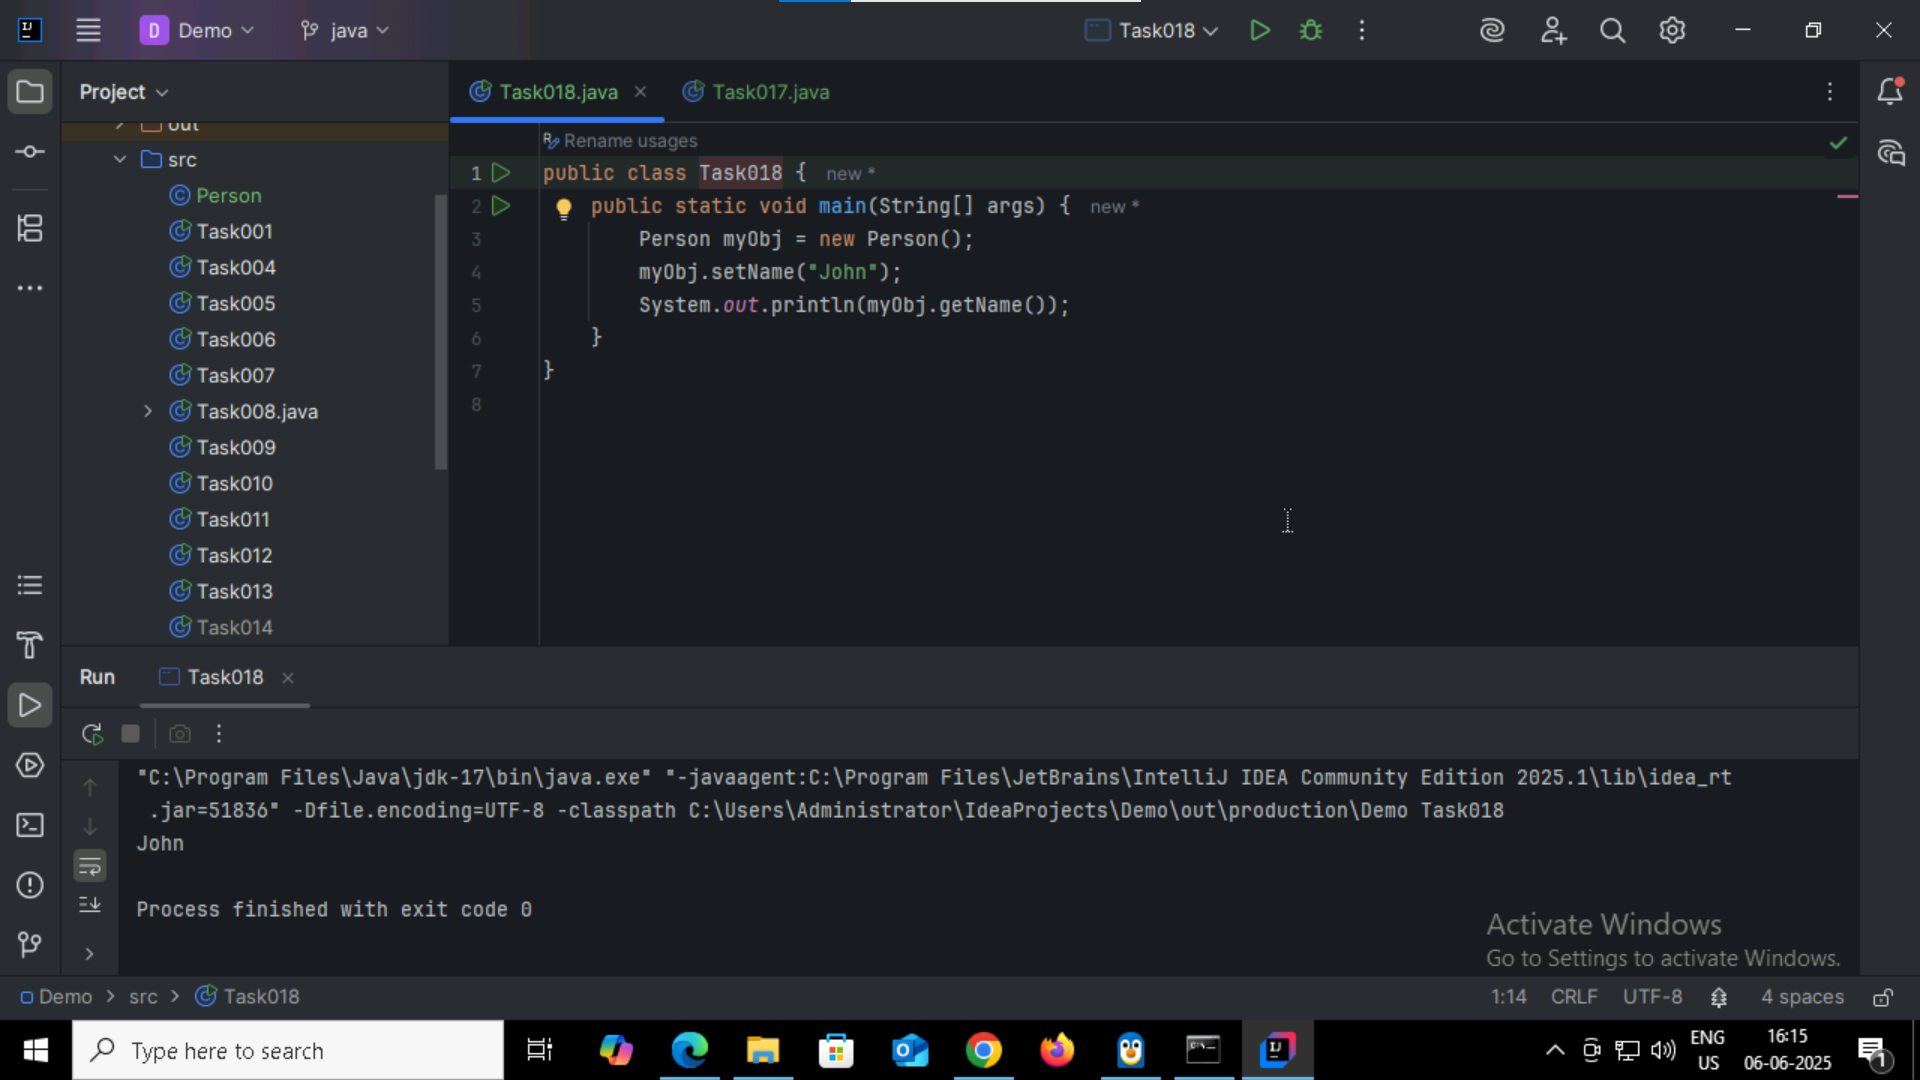 D Demo java Task018
Project
Task018.java Task017.java
out
src
Person
Task001
Task004
Task005
Task006
Task007
Task008.java
Task009
Task010
Task011
Task012
Task013
Task014
Rename usages
1 public class Task018 { new *
2 public static void main(String[] args) { new *
3 Person myObj = new Person();
4 myObj.setName("John");
5 System.out.println(myObj.getName());
6 }
7 }
8
Run Task018
"C:\Program Files\Java\jdk-17\bin\java.exe" "-javaagent:C:\Program Files\JetBrains\IntelliJ IDEA Community Edition 2025.1\lib\idea_rt
.jar=51836" -Dfile.encoding=UTF-8 -classpath C:\Users\Administrator\IdeaProjects\Demo\out\production\Demo Task018
John
Process finished with exit code 0
Activate Windows
Go to Settings to activate Windows.
Demo > src > Task018 1:14 CRLF UTF-8 4 spaces
Type here to search
ENG
US
16:15
06-06-2025
1